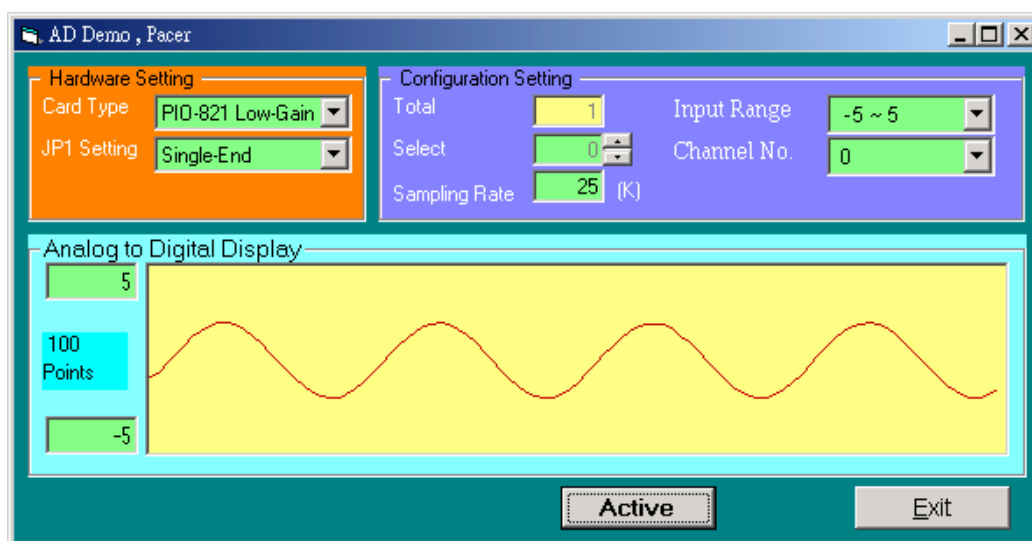 AD Demo , Pacer
Hardware Setting
Card Type PIO-821 Low-Gain
JP1 Setting Single-End
Configuration Setting
Total 1
Select 0
Sampling Rate 25 (K)
Input Range -5 ~ 5
Channel No. 0
Analog to Digital Display
5
100
Points
-5
Active
Exit